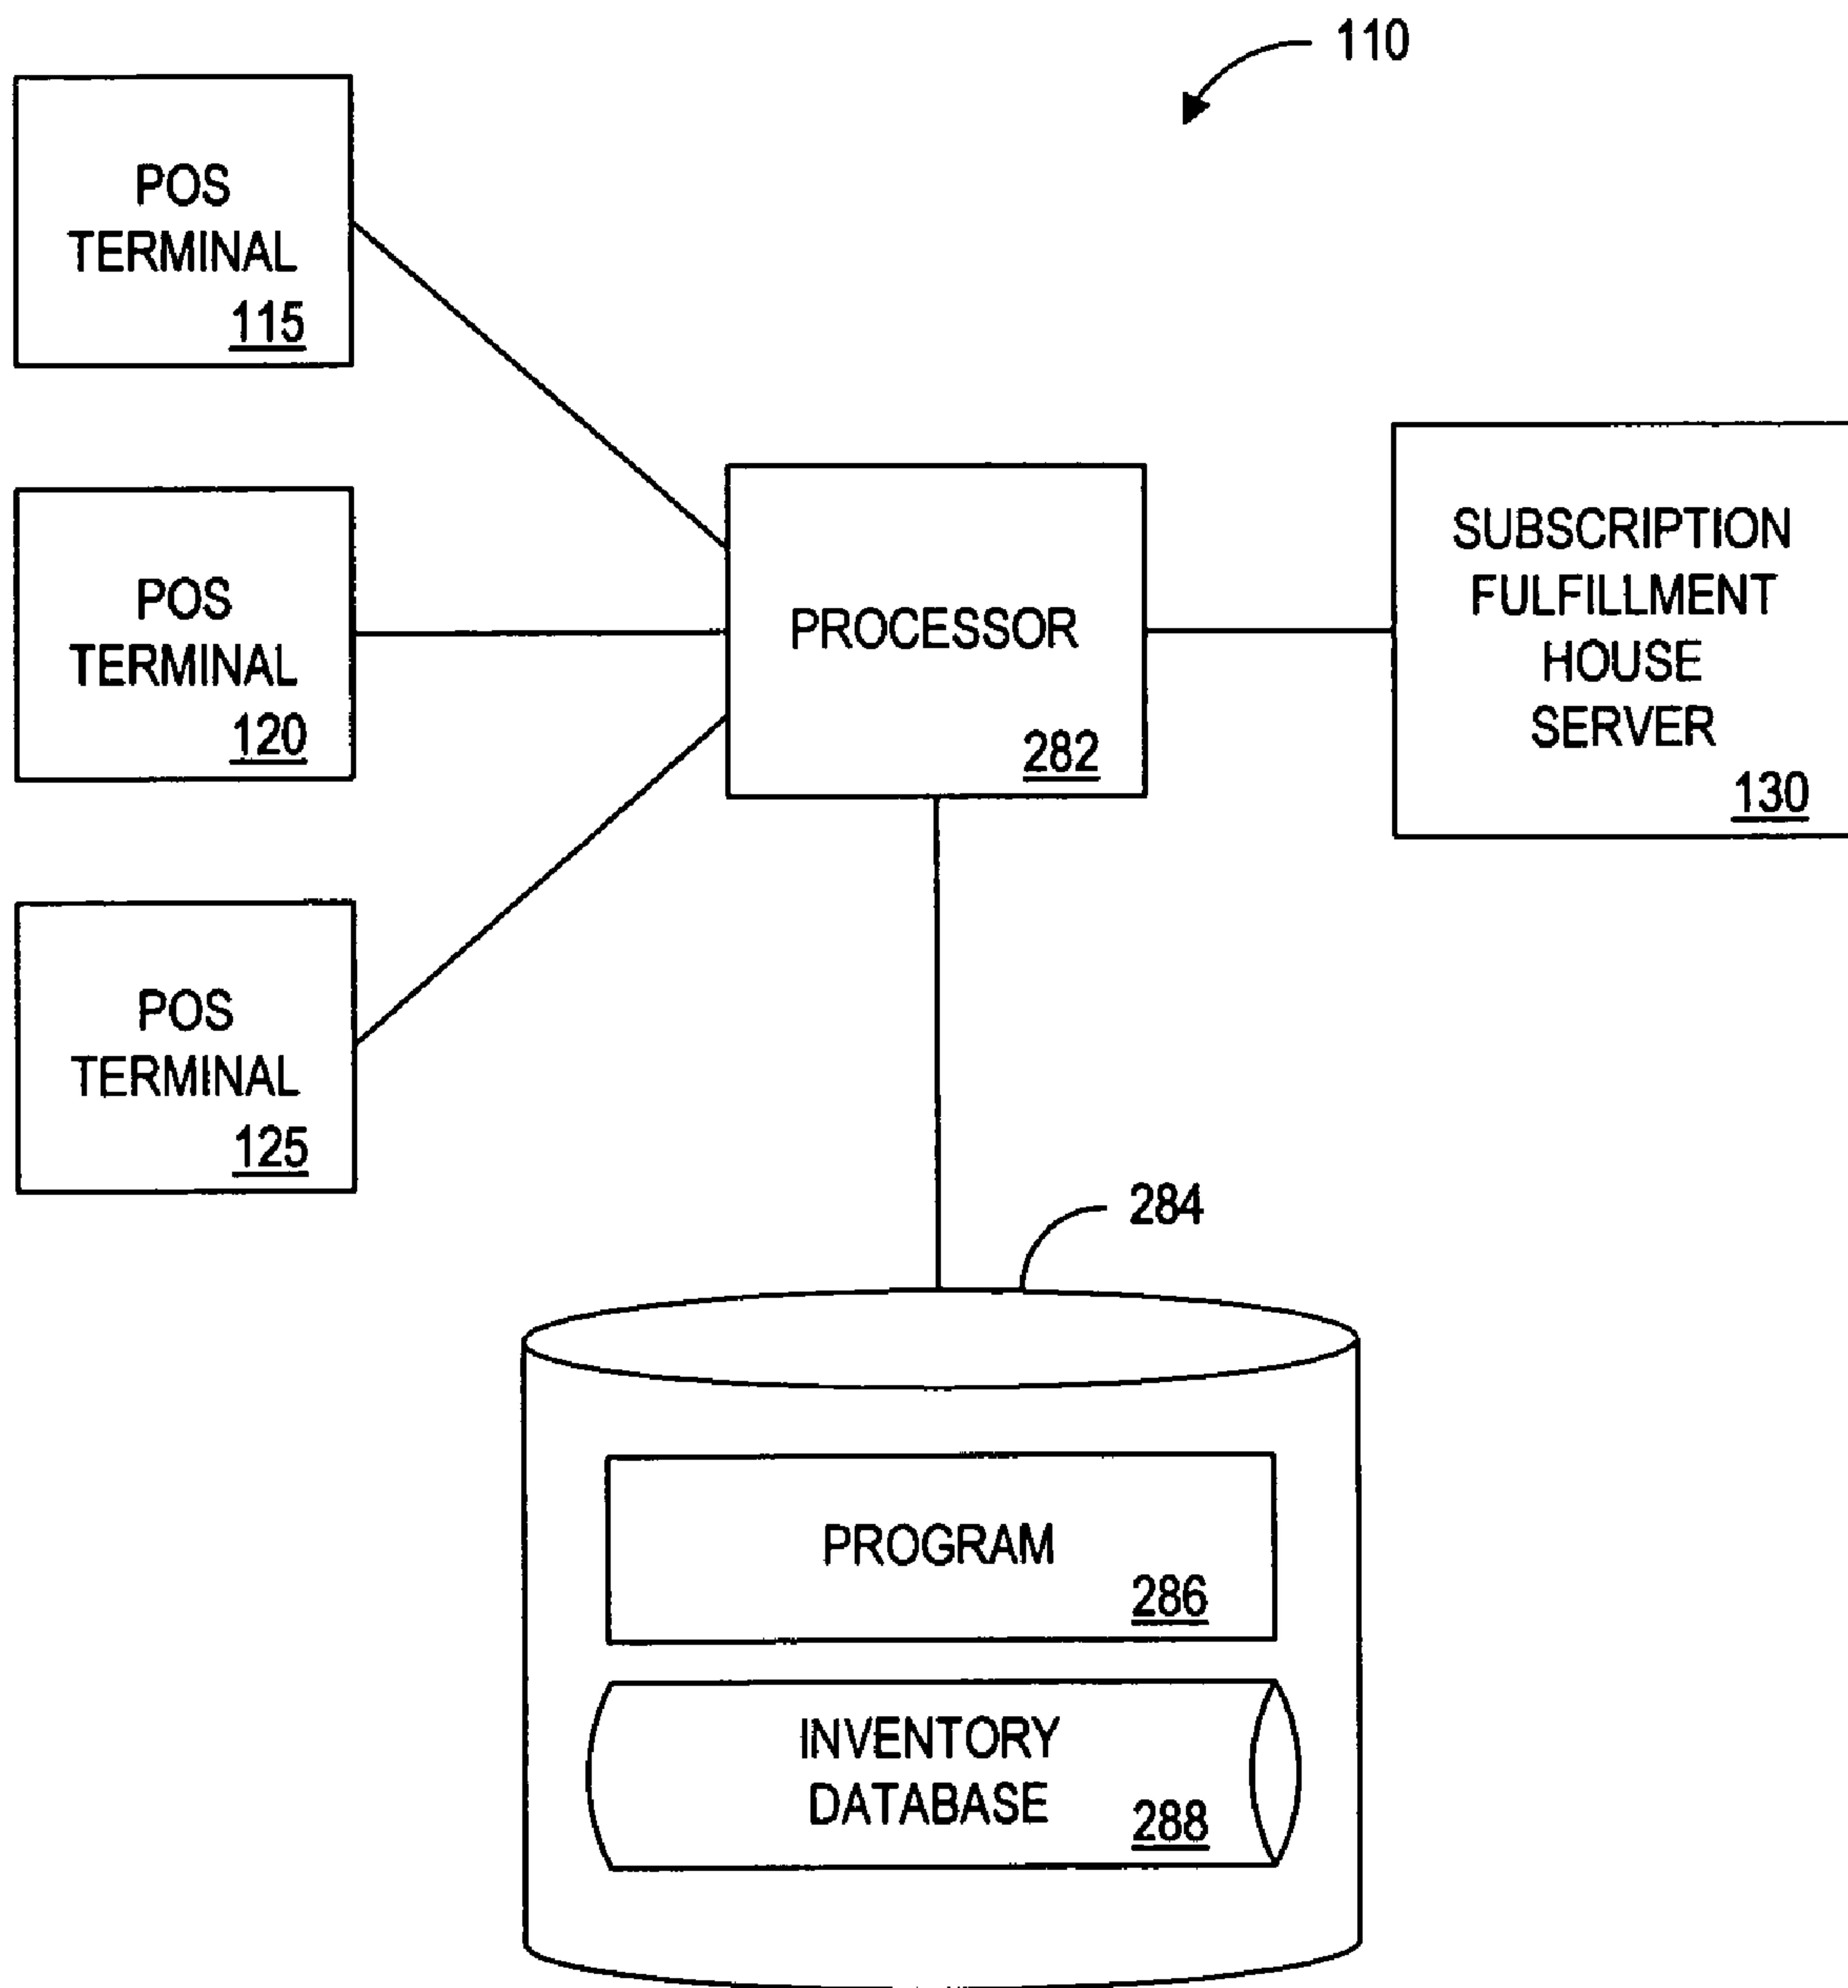 110
POS
TERMINAL
115
POS
TERMINAL
120
POS
TERMINAL
125
PROCESSOR
282
SUBSCRIPTION
FULFILLMENT
HOUSE
SERVER
130
284
PROGRAM
286
INVENTORY
DATABASE
288